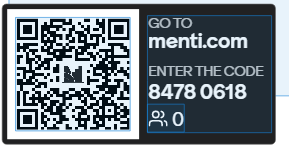 GO TO
menti.com
ENTER THE CODE
8478 0618
0